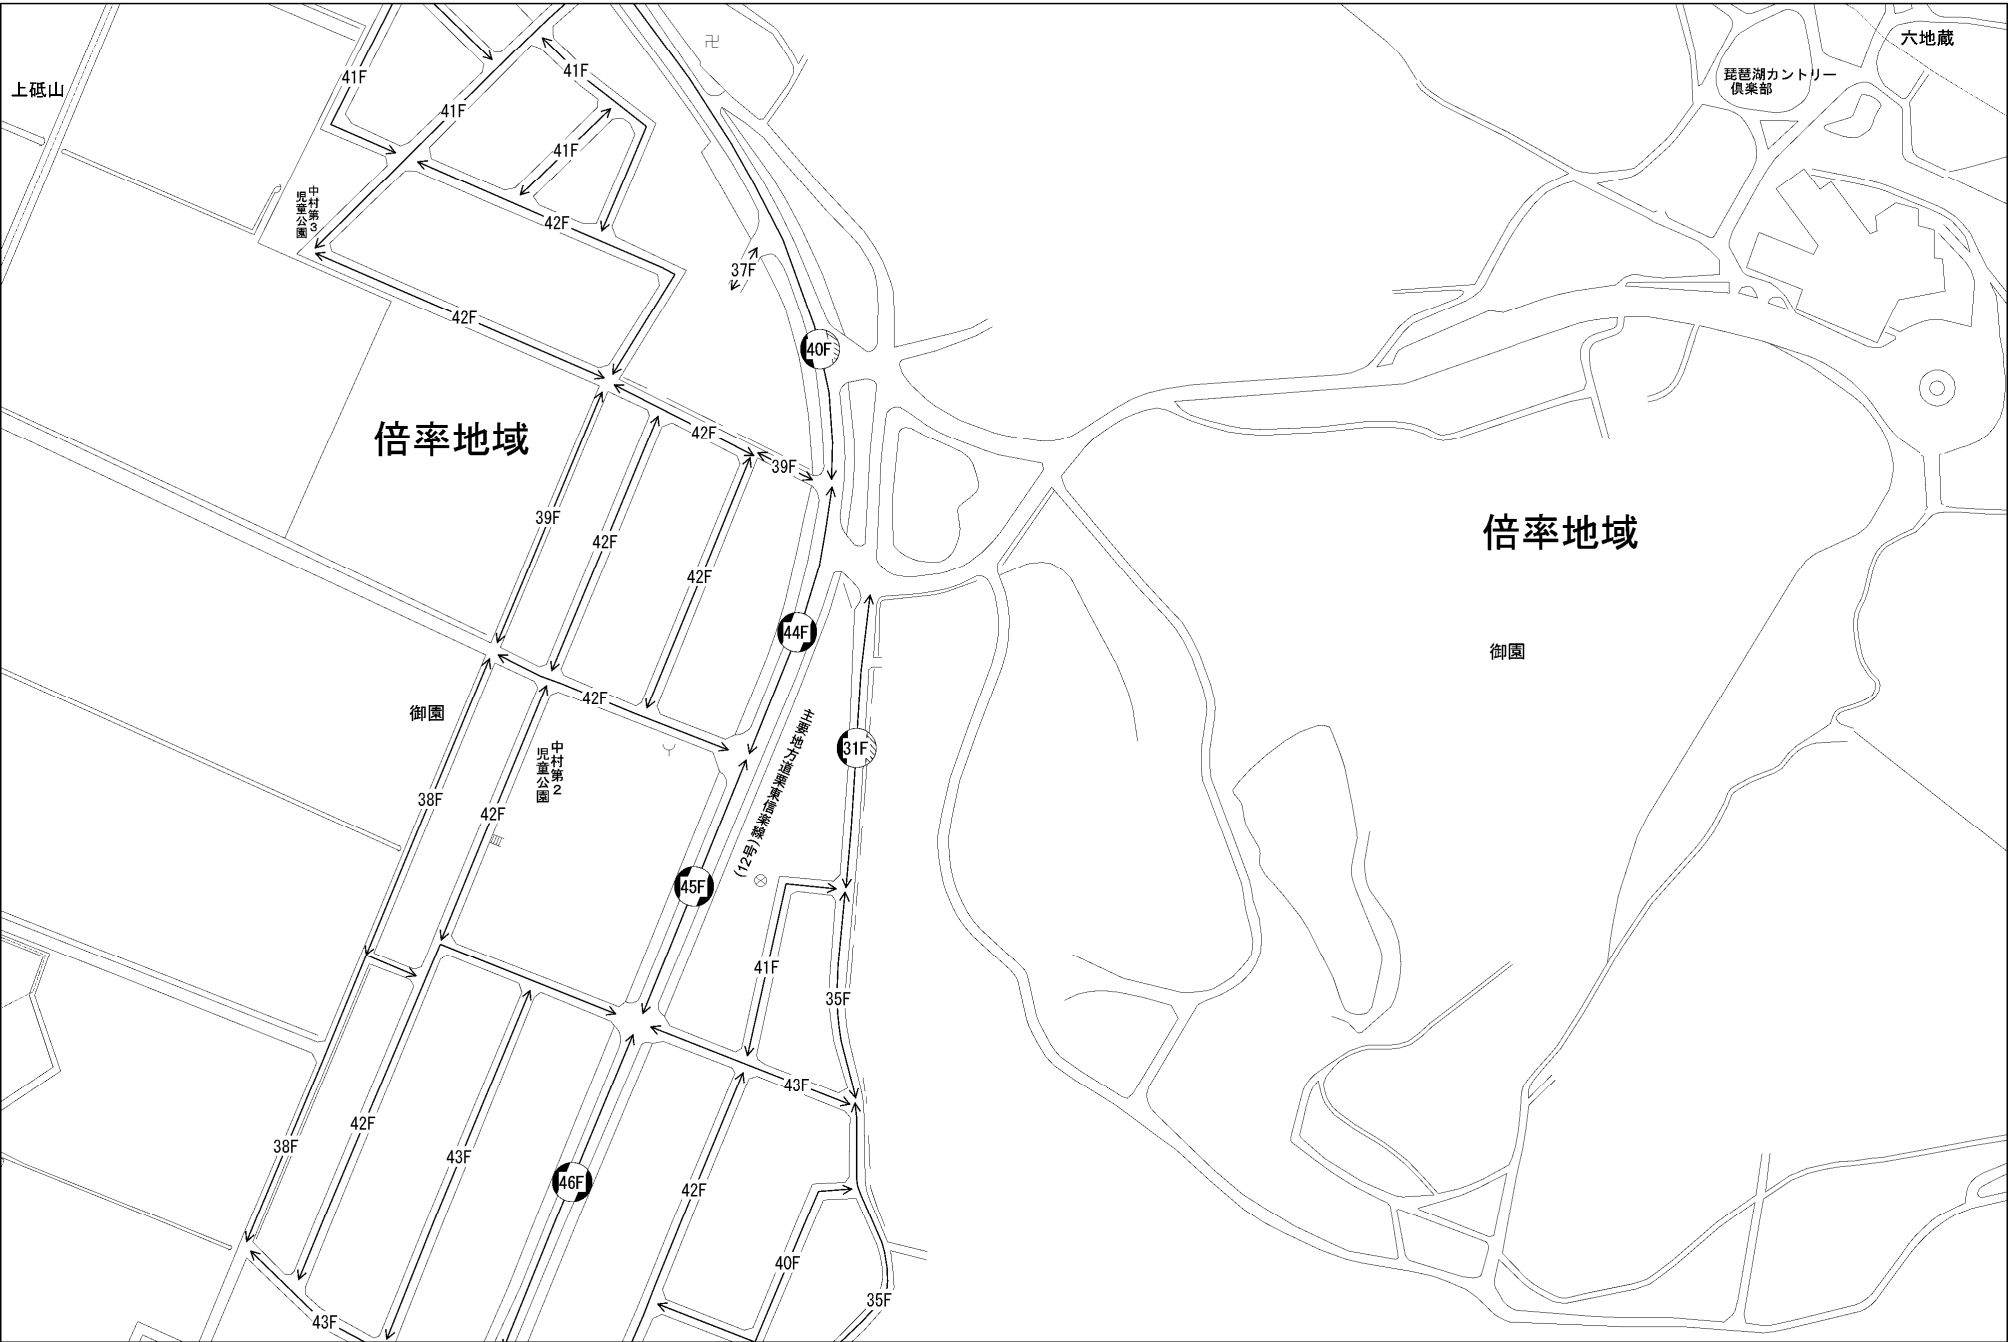 六地蔵
41F
41F
琵琶湖カントリー
倶楽部
上砥山
41F
41F
中村第3
児童公園
42F
37F
42F
40F
倍率地域
42F
39F
39F
42F
倍率地域
42F
44F
御園
42F
御園
31F
中村第2
児童公園
主要地方道栗東信楽線
(12号)
38F
42F
45F
41F
35F
43F
42F
38F
43F
46F
42F
40F
35F
43F